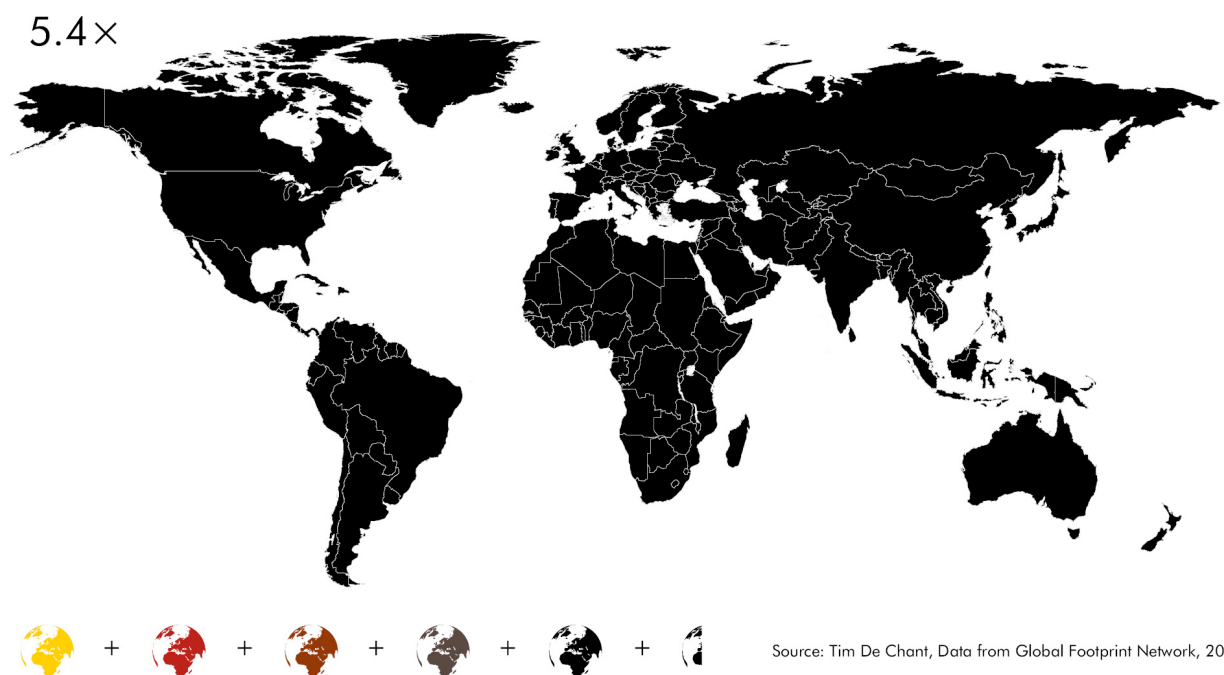 5.4×
+ + + + +
Source: Tim De Chant, Data from Global Footprint Network, 20